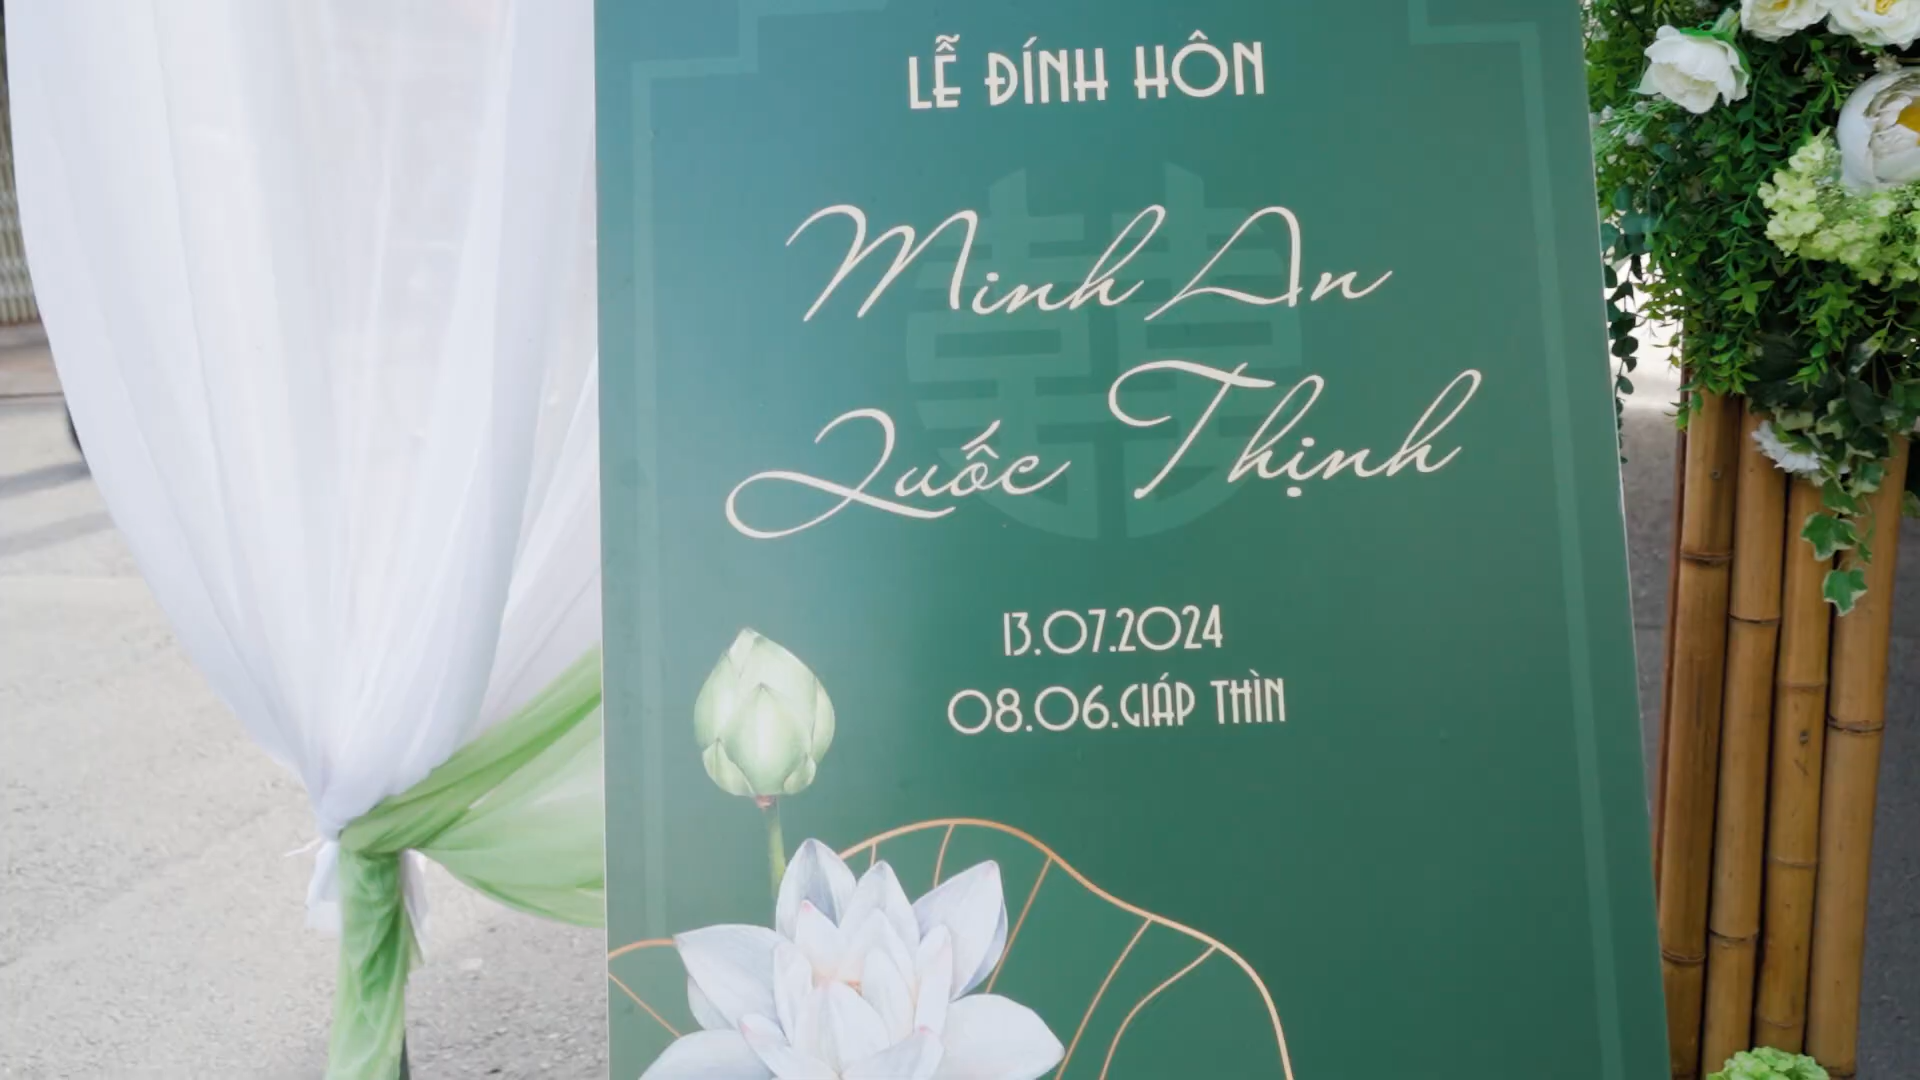 LỄ ĐÍNH HÔN
Minh An
Quốc Thịnh
13.07.2024
08.06.GIÁP THÌN